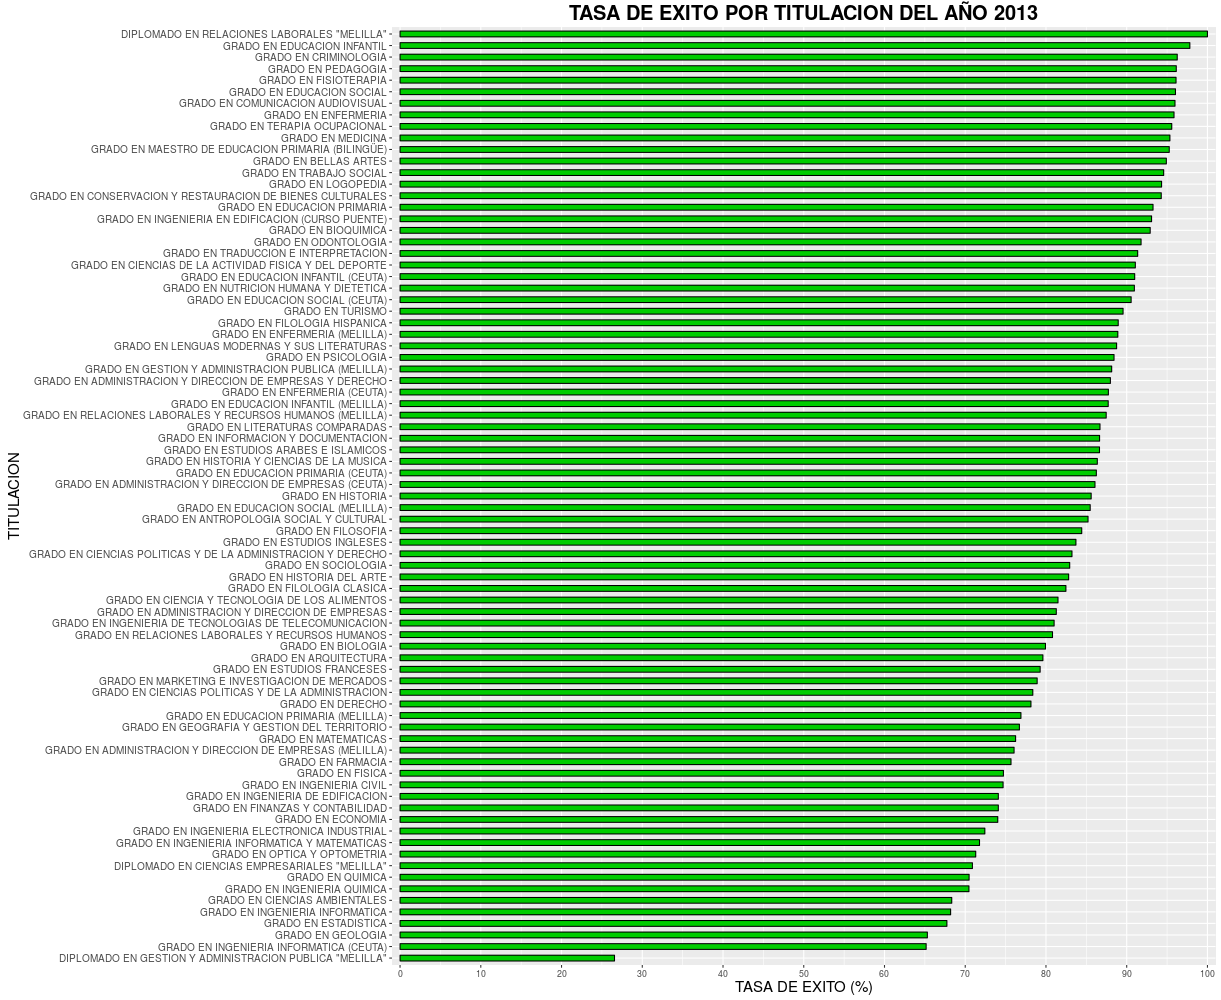 TASA DE EXITO POR TITULACION DEL AÑO 2013
TITULACION
DIPLOMADO EN RELACIONES LABORALES "MELILLA"
GRADO EN EDUCACION INFANTIL
GRADO EN CRIMINOLOGIA
GRADO EN PEDAGOGIA
GRADO EN FISIOTERAPIA
GRADO EN EDUCACION SOCIAL
GRADO EN COMUNICACION AUDIOVISUAL
GRADO EN ENFERMERIA
GRADO EN TERAPIA OCUPACIONAL
GRADO EN MEDICINA
GRADO EN MAESTRO DE EDUCACION PRIMARIA (BILINGÜE)
GRADO EN BELLAS ARTES
GRADO EN TRABAJO SOCIAL
GRADO EN LOGOPEDIA
GRADO EN CONSERVACION Y RESTAURACION DE BIENES CULTURALES
GRADO EN EDUCACION PRIMARIA
GRADO EN INGENIERIA EN EDIFICACION (CURSO PUENTE)
GRADO EN BIOQUIMICA
GRADO EN ODONTOLOGIA
GRADO EN TRADUCCION E INTERPRETACION
GRADO EN CIENCIAS DE LA ACTIVIDAD FISICA Y DEL DEPORTE
GRADO EN EDUCACION INFANTIL (CEUTA)
GRADO EN NUTRICION HUMANA Y DIETETICA
GRADO EN EDUCACION SOCIAL (CEUTA)
GRADO EN TURISMO
GRADO EN FILOLOGIA HISPANICA
GRADO EN ENFERMERIA (MELILLA)
GRADO EN LENGUAS MODERNAS Y SUS LITERATURAS
GRADO EN PSICOLOGIA
GRADO EN GESTION Y ADMINISTRACION PUBLICA (MELILLA)
GRADO EN ADMINISTRACION Y DIRECCION DE EMPRESAS Y DERECHO
GRADO EN ENFERMERIA (CEUTA)
GRADO EN EDUCACION INFANTIL (MELILLA)
GRADO EN RELACIONES LABORALES Y RECURSOS HUMANOS (MELILLA)
GRADO EN LITERATURAS COMPARADAS
GRADO EN INFORMACION Y DOCUMENTACION
GRADO EN ESTUDIOS ARABES E ISLAMICOS
GRADO EN HISTORIA Y CIENCIAS DE LA MUSICA
GRADO EN EDUCACION PRIMARIA (CEUTA)
GRADO EN ADMINISTRACION Y DIRECCION DE EMPRESAS (CEUTA)
GRADO EN HISTORIA
GRADO EN EDUCACION SOCIAL (MELILLA)
GRADO EN ANTROPOLOGIA SOCIAL Y CULTURAL
GRADO EN FILOSOFIA
GRADO EN ESTUDIOS INGLESES
GRADO EN CIENCIAS POLITICAS Y DE LA ADMINISTRACION Y DERECHO
GRADO EN SOCIOLOGIA
GRADO EN HISTORIA DEL ARTE
GRADO EN FILOLOGIA CLASICA
GRADO EN CIENCIA Y TECNOLOGIA DE LOS ALIMENTOS
GRADO EN ADMINISTRACION Y DIRECCION DE EMPRESAS
GRADO EN INGENIERIA DE TECNOLOGIAS DE TELECOMUNICACION
GRADO EN RELACIONES LABORALES Y RECURSOS HUMANOS
GRADO EN BIOLOGIA
GRADO EN ARQUITECTURA
GRADO EN ESTUDIOS FRANCESES
GRADO EN MARKETING E INVESTIGACION DE MERCADOS
GRADO EN CIENCIAS POLITICAS Y DE LA ADMINISTRACION
GRADO EN DERECHO
GRADO EN EDUCACION PRIMARIA (MELILLA)
GRADO EN GEOGRAFIA Y GESTION DEL TERRITORIO
GRADO EN MATEMATICAS
GRADO EN ADMINISTRACION Y DIRECCION DE EMPRESAS (MELILLA)
GRADO EN FARMACIA
GRADO EN FISICA
GRADO EN INGENIERIA CIVIL
GRADO EN INGENIERIA DE EDIFICACION
GRADO EN FINANZAS Y CONTABILIDAD
GRADO EN ECONOMIA
GRADO EN INGENIERIA ELECTRONICA INDUSTRIAL
GRADO EN INGENIERIA INFORMATICA Y MATEMATICAS
GRADO EN OPTICA Y OPTOMETRIA
DIPLOMADO EN CIENCIAS EMPRESARIALES "MELILLA"
GRADO EN QUIMICA
GRADO EN INGENIERIA QUIMICA
GRADO EN CIENCIAS AMBIENTALES
GRADO EN INGENIERIA INFORMATICA
GRADO EN ESTADISTICA
GRADO EN GEOLOGIA
GRADO EN INGENIERIA INFORMATICA (CEUTA)
DIPLOMADO EN GESTION Y ADMINISTRACION PUBLICA "MELILLA"
0 10 20 30 40 50 60 70 80 90 100
TASA DE EXITO (%)